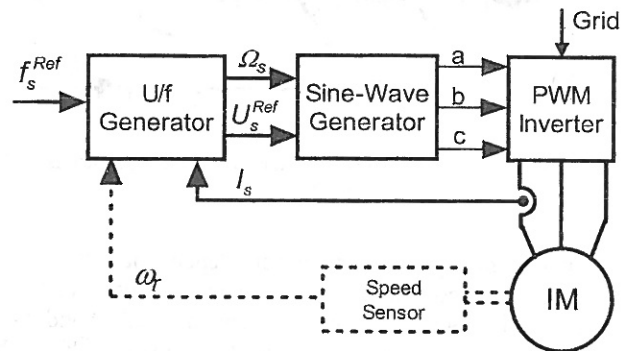 Grid
f_s^Ref
U/f
Generator
Ω_s
U_s^Ref
Sine-Wave
Generator
a
b
c
PWM
Inverter
I_s
ω_r
Speed
Sensor
IM